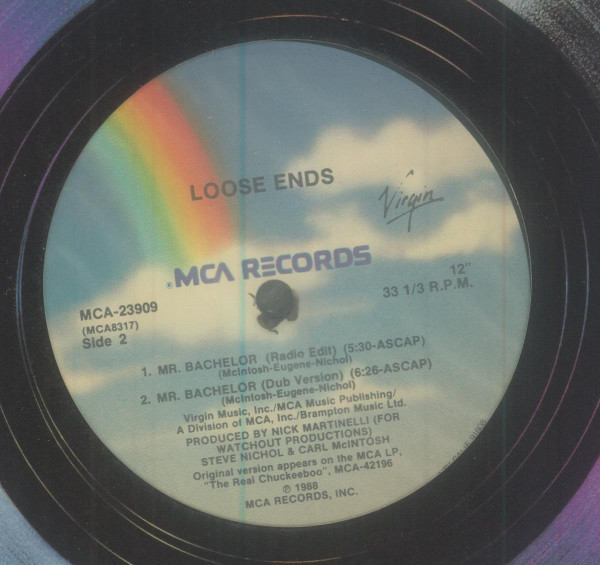 LOOSE ENDS
Virgin
MCA RECORDS
MCA-23909
(MCA8317)
Side 2
12"
33 1/3 R.P.M.
1. MR. BACHELOR (Radio Edit) (5:30-ASCAP)
(McIntosh-Eugene-Nichol)
2. MR. BACHELOR (Dub Version) (6:26-ASCAP)
(McIntosh-Eugene-Nichol)
Virgin Music, Inc./MCA Music Publishing/
A Division of MCA, Inc./Brampton Music Ltd.
PRODUCED BY NICK MARTINELLI (FOR
WATCHOUT PRODUCTIONS)
STEVE NICHOL & CARL McINTOSH
Original version appears on the MCA LP,
"The Real Chuckeeboo", MCA-42196
℗ 1988
MCA RECORDS, INC.